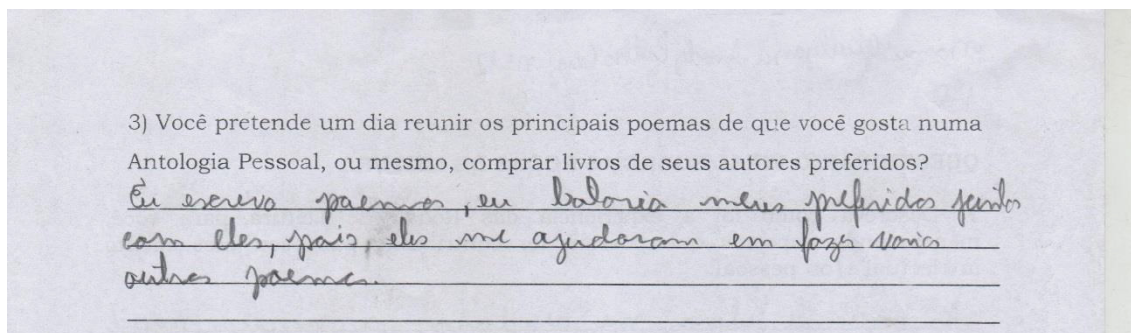 3) Você pretende um dia reunir os principais poemas de que você gosta numa
Antologia Pessoal, ou mesmo, comprar livros de seus autores preferidos?
Eu escrevo poemas, eu botaria meus preferidos junto
com eles, pois, eles me ajudaram em fazer varios
outros poemas.